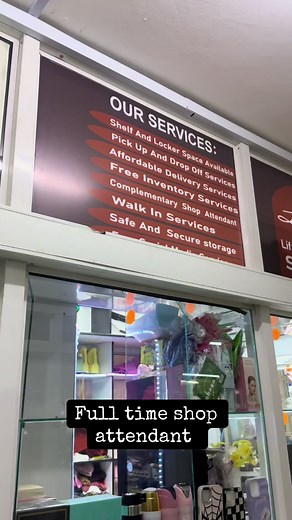 OUR SERVICES:
Shelf And Locker Space Available
Pick Up And Drop Off Services
Affordable Delivery Services
Free Inventory Services
Complementary Shop Attendant
Walk In Services
Safe And Secure storage
Full time shop
attendant